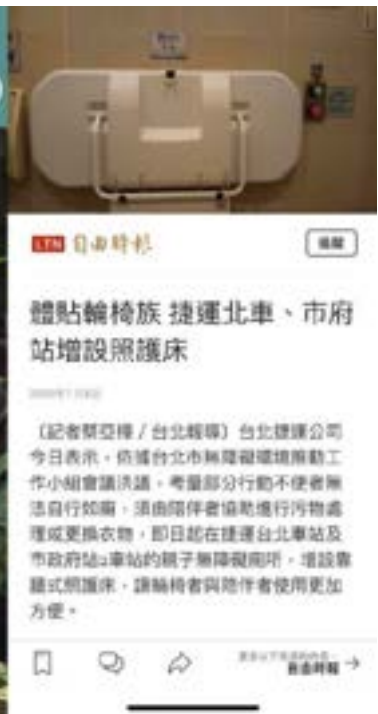 LTN 自由時報
追蹤
體貼輪椅族 捷運北車、市府
站增設照護床
（記者蔡亞樺／台北報導）台北捷運公司
今日表示，依據台北市無障礙環境推動工
作小組會議決議，考量部分行動不便者無
法自行如廁，須由陪伴者協助進行污物處
理或更換衣物，即日起在捷運台北車站及
市政府站2車站的親子無障礙廁所，增設靠
牆式照護床，讓輪椅者與陪伴者使用更加
方便。
自由時報